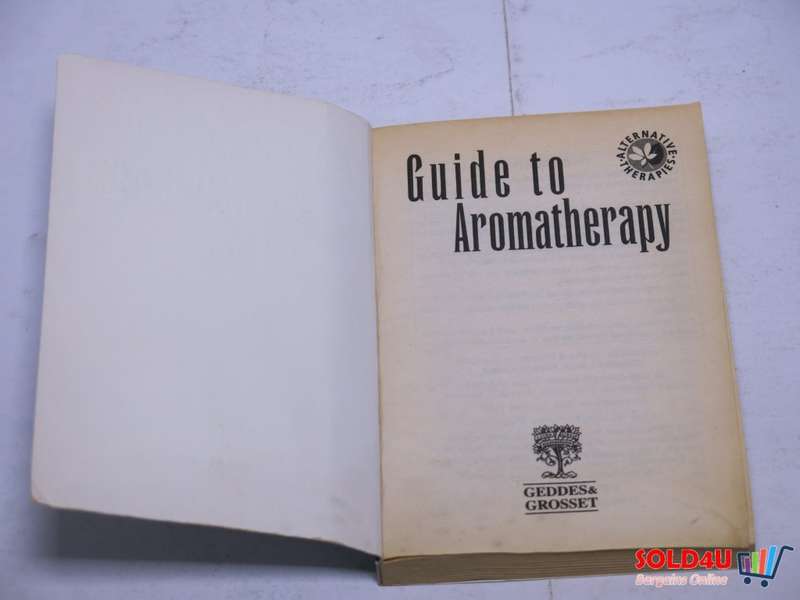 Guide to
Aromatherapy
·ALTERNATIVE·
THERAPIES
GEDDES&
GROSSET
SOLD4U
Bargains Online